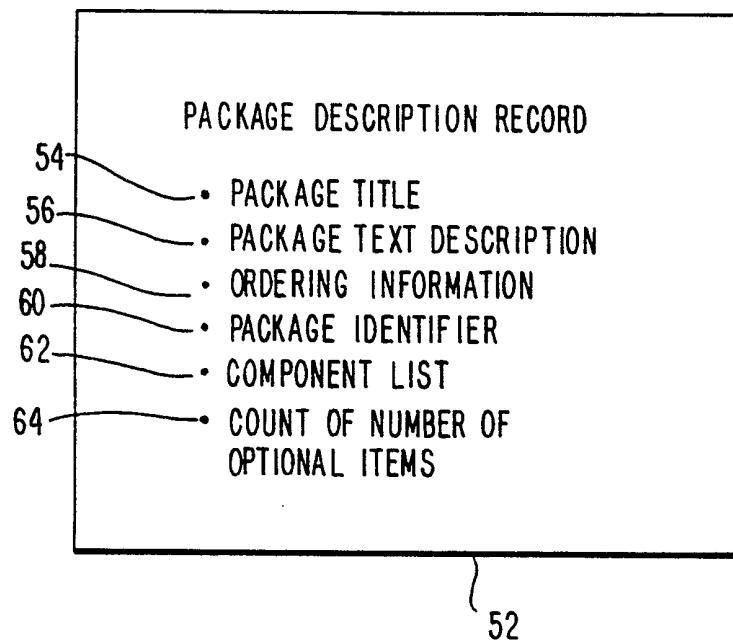 PACKAGE DESCRIPTION RECORD
54 • PACKAGE TITLE
56 • PACKAGE TEXT DESCRIPTION
58 • ORDERING INFORMATION
60 • PACKAGE IDENTIFIER
62 • COMPONENT LIST
64 • COUNT OF NUMBER OF
OPTIONAL ITEMS
52